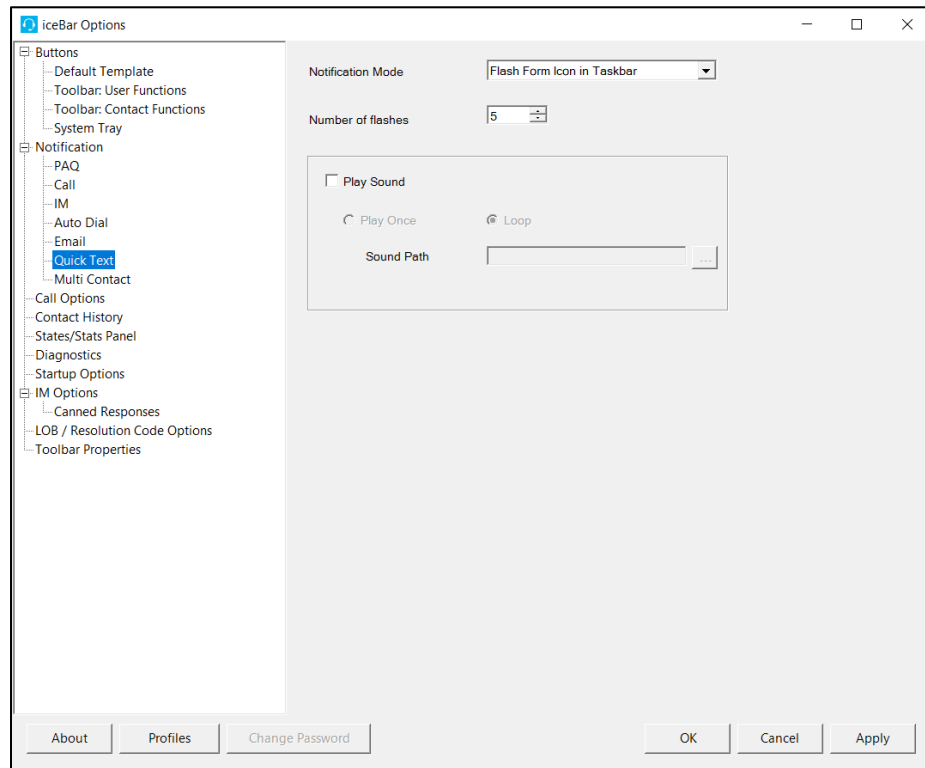 iceBar Options
Buttons
Default Template
Toolbar: User Functions
Toolbar: Contact Functions
System Tray
Notification
PAQ
Call
IM
Auto Dial
Email
Quick Text
Multi Contact
Call Options
Contact History
States/Stats Panel
Diagnostics
Startup Options
IM Options
Canned Responses
LOB / Resolution Code Options
Toolbar Properties
Notification Mode Flash Form Icon in Taskbar
Number of flashes 5
Play Sound
Play Once Loop
Sound Path ...
About Profiles Change Password OK Cancel Apply